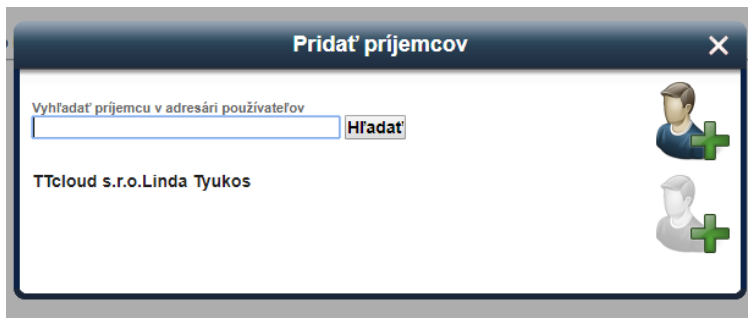 Pridať príjemcov
Vyhľadať príjemcu v adresári používateľov
Hľadať
TTcloud s.r.o.Linda Tyukos